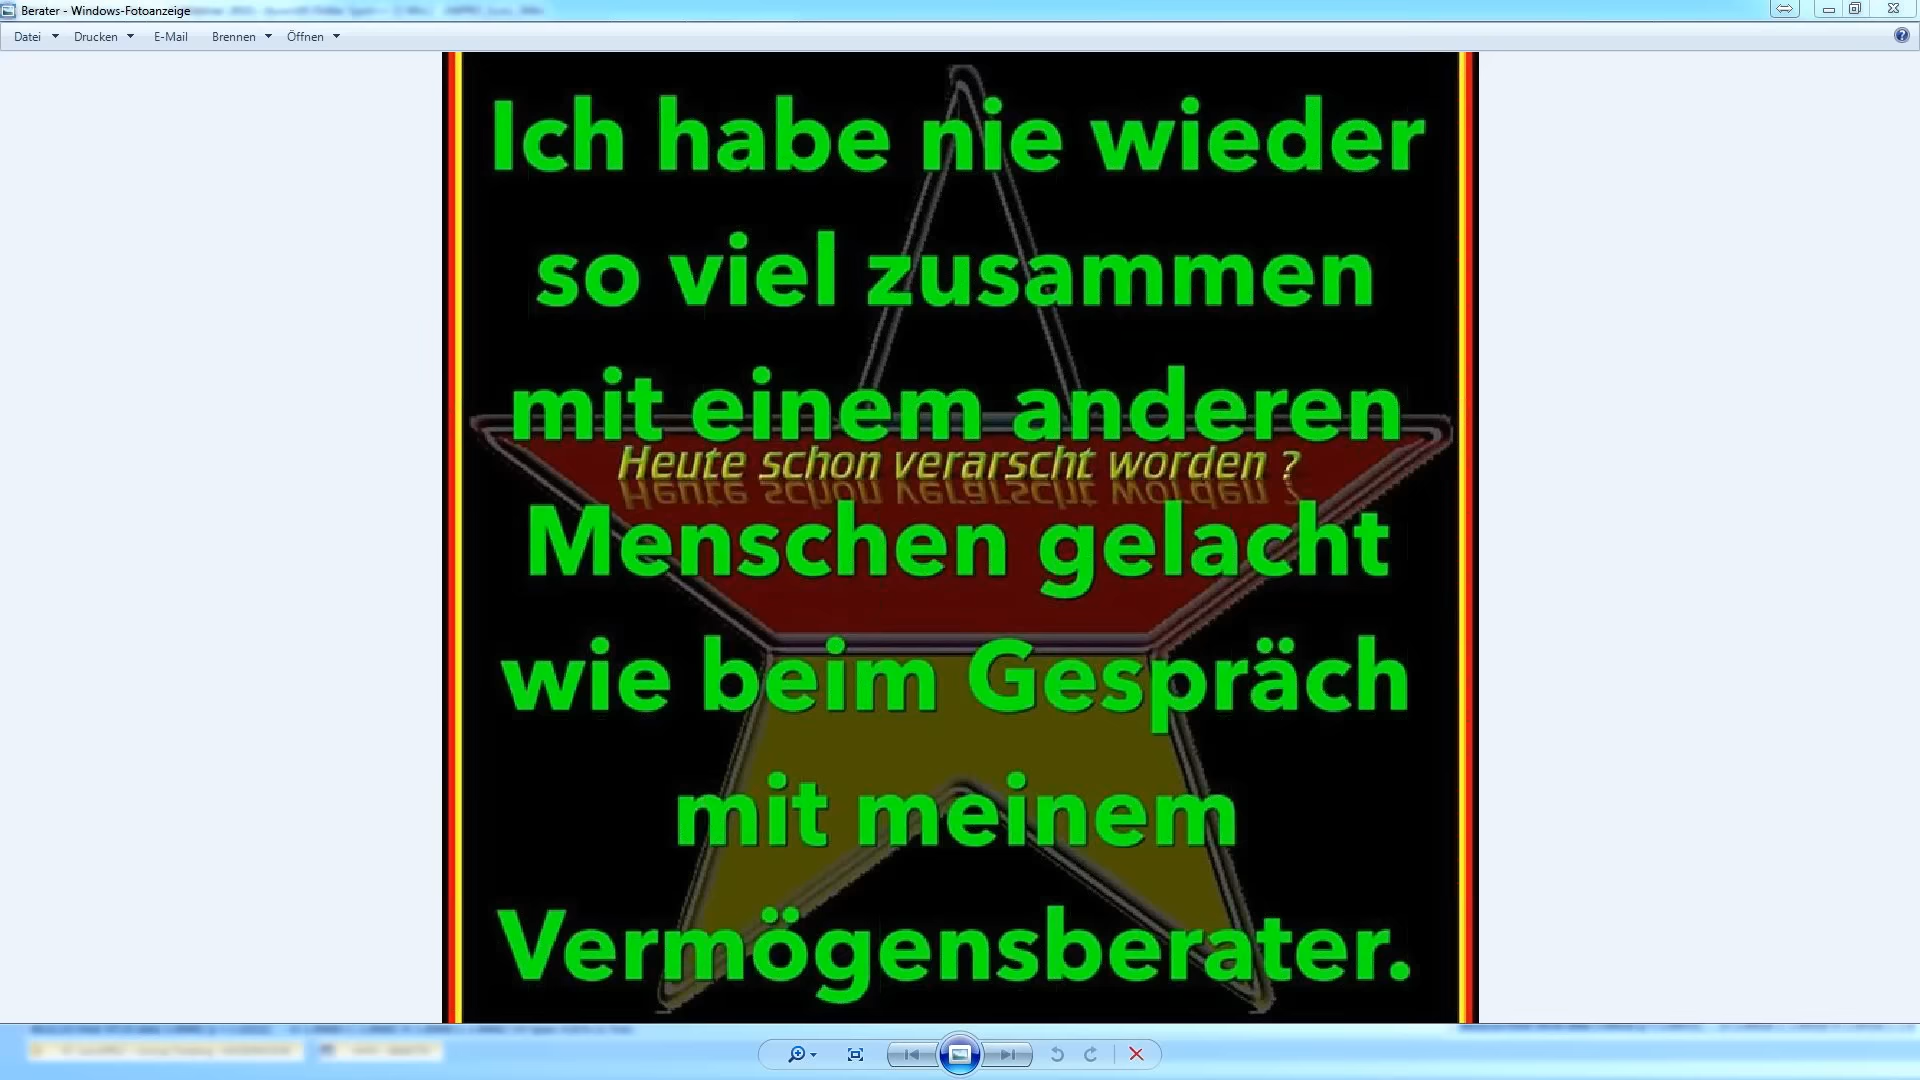 Berater - Windows-Fotoanzeige
Datei Drucken E-Mail Brennen Öffnen
Ich habe nie wieder
so viel zusammen
mit einem anderen
Heute schon verarscht worden ?
Menschen gelacht
wie beim Gespräch
mit meinem
Vermögensberater.